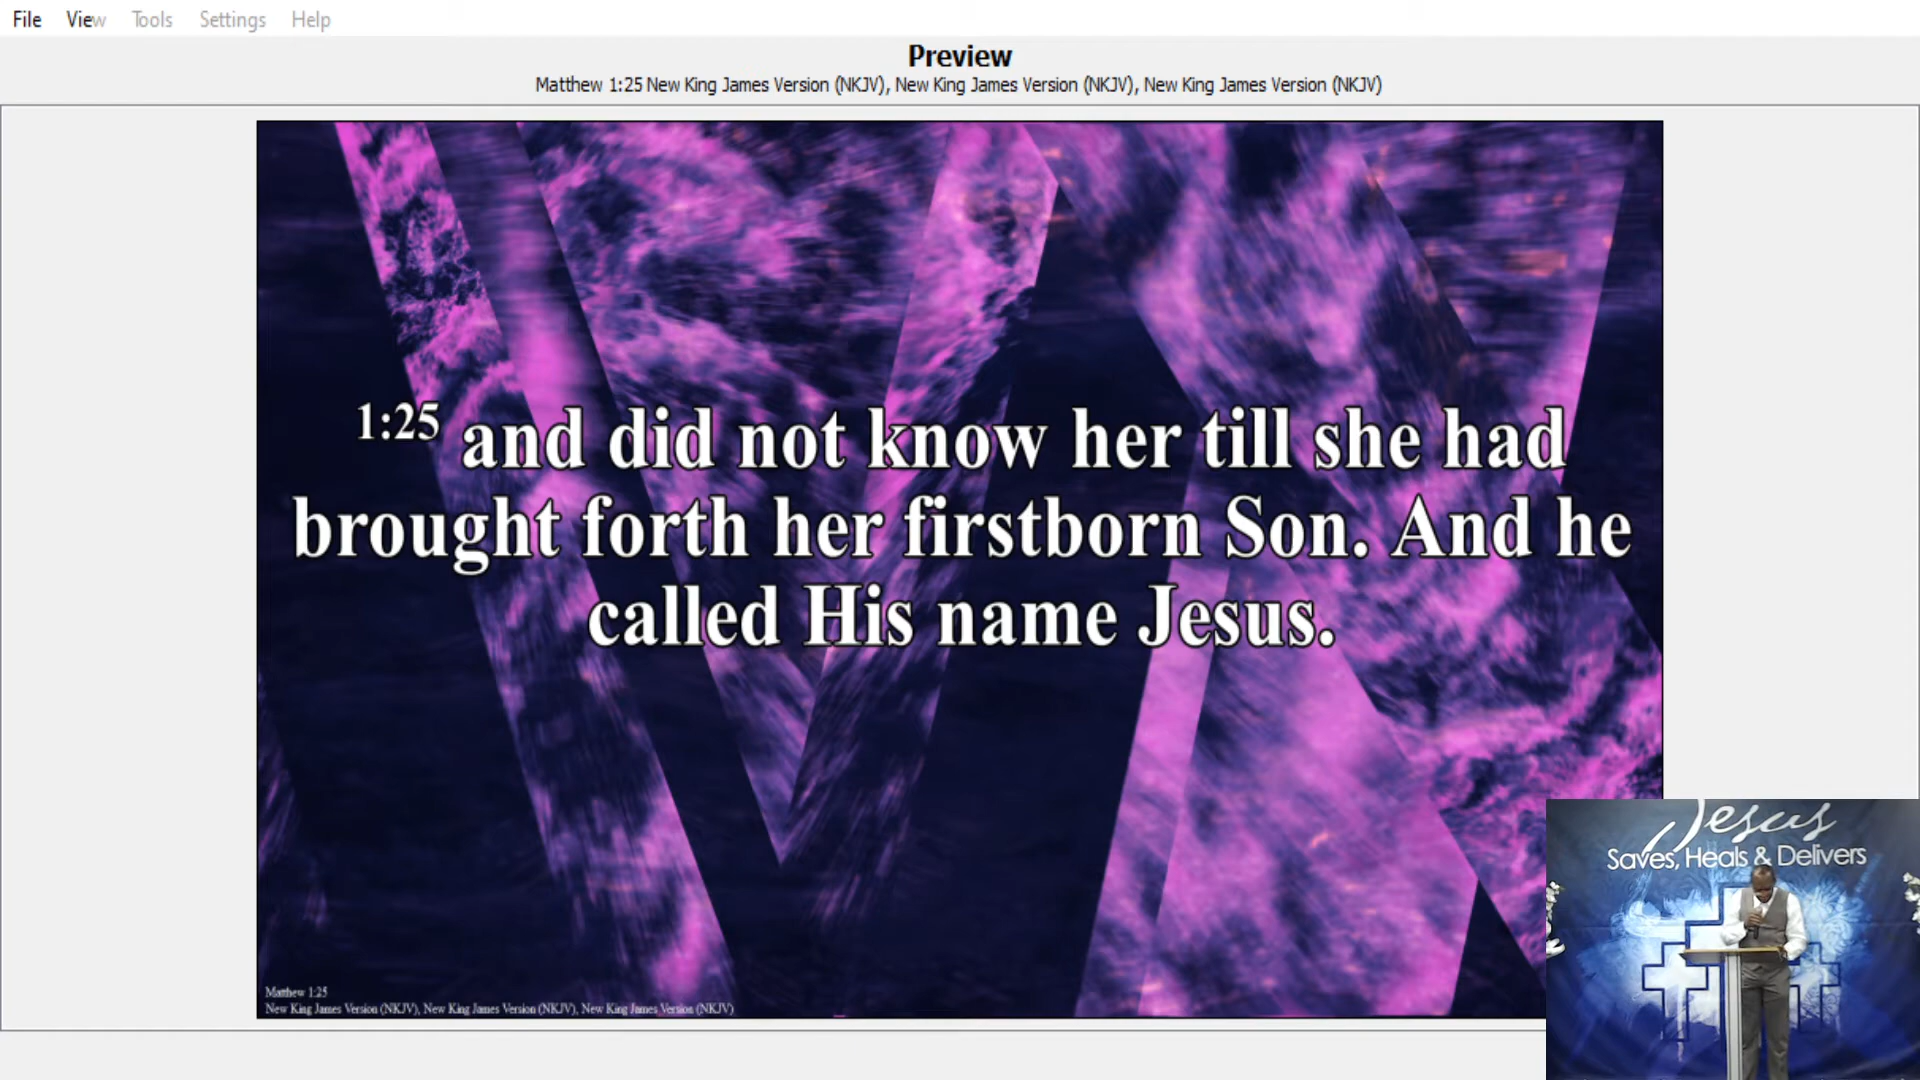 File View Tools Settings Help
Preview
Matthew 1:25 New King James Version (NKJV), New King James Version (NKJV), New King James Version (NKJV)
1:25 and did not know her till she had
brought forth her firstborn Son. And he
called His name Jesus.
Matthew 1:25
New King James Version (NKJV), New King James Version (NKJV), New King James Version (NKJV)
Jesus
Saves, Heals & Delivers